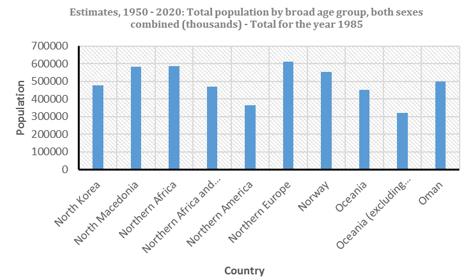 Estimates, 1950 - 2020: Total population by broad age group, both sexes
combined (thousands) - Total for the year 1985
Population
700000
600000
500000
400000
300000
200000
100000
0
North Korea
North Macedonia
Northern Africa
Northern Africa and...
Northern America
Northern Europe
Norway
Oceania
Oceania (excluding...
Oman
Country